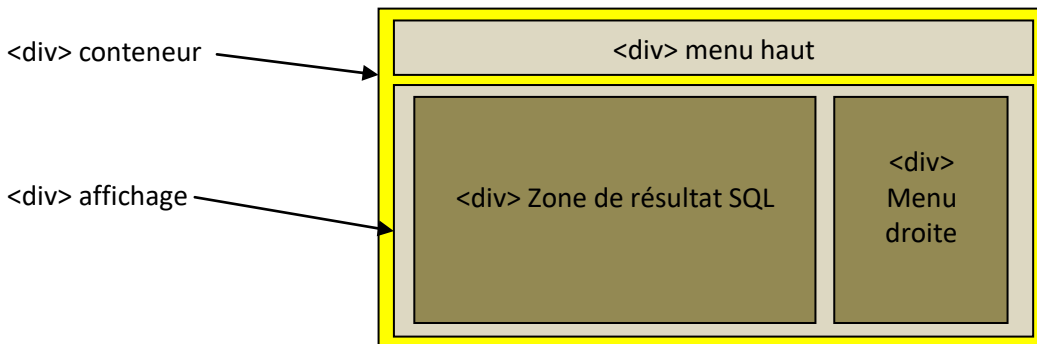 <div> conteneur
<div> menu haut
<div> affichage
<div> Zone de résultat SQL
<div>
Menu
droite